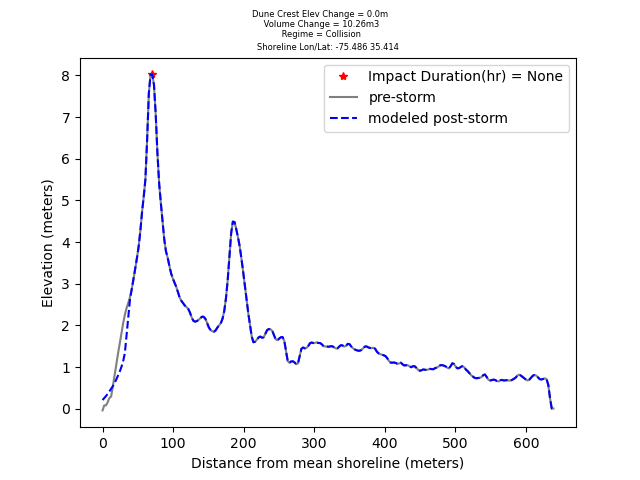 Dune Crest Elev Change = 0.0m
Volume Change = 10.26m3
Regime = Collision
Shoreline Lon/Lat: -75.486 35.414
Impact Duration(hr) = None
pre-storm
modeled post-storm
8
7
6
5
4
3
2
1
0
Elevation (meters)
0 100 200 300 400 500 600
Distance from mean shoreline (meters)